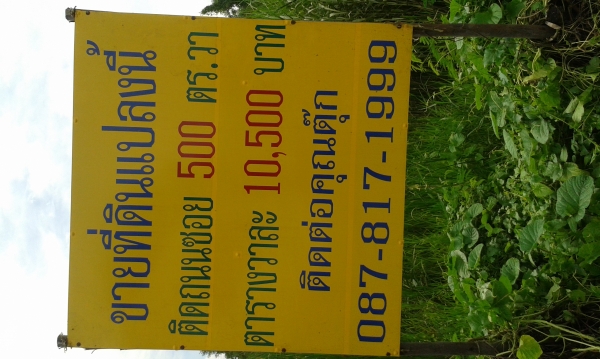 ขายที่ดินแปลงนี้
ติดถนนซอย 500 ตร.วา
ตารางวาละ 10,500 บาท
ติดต่อคุณตุ๊ก
087-817-1999